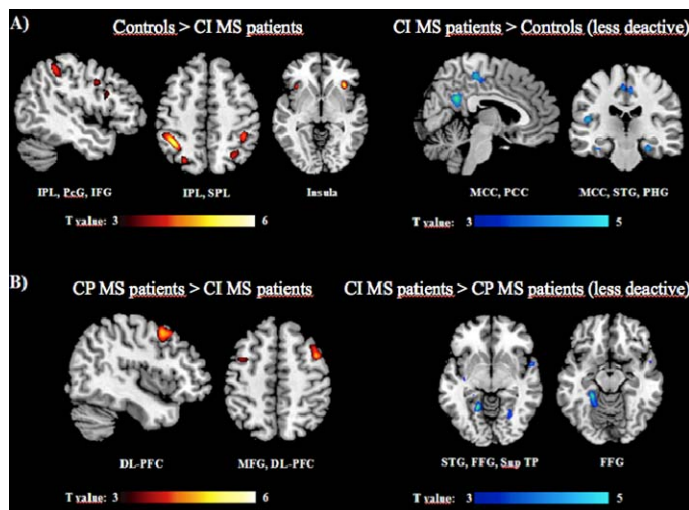 A)
Controls > CI MS patients
CI MS patients > Controls (less deactive)
IPL, PcG, IFG
IPL, SPL
Insula
MCC, PCC
MCC, STG, PHG
T value: 3 6
T value: 3 5
B)
CP MS patients > CI MS patients
CI MS patients > CP MS patients (less deactive)
DL-PFC
MFG, DL-PFC
STG, FFG, Sup TP
FFG
T value: 3 6
T value: 3 5